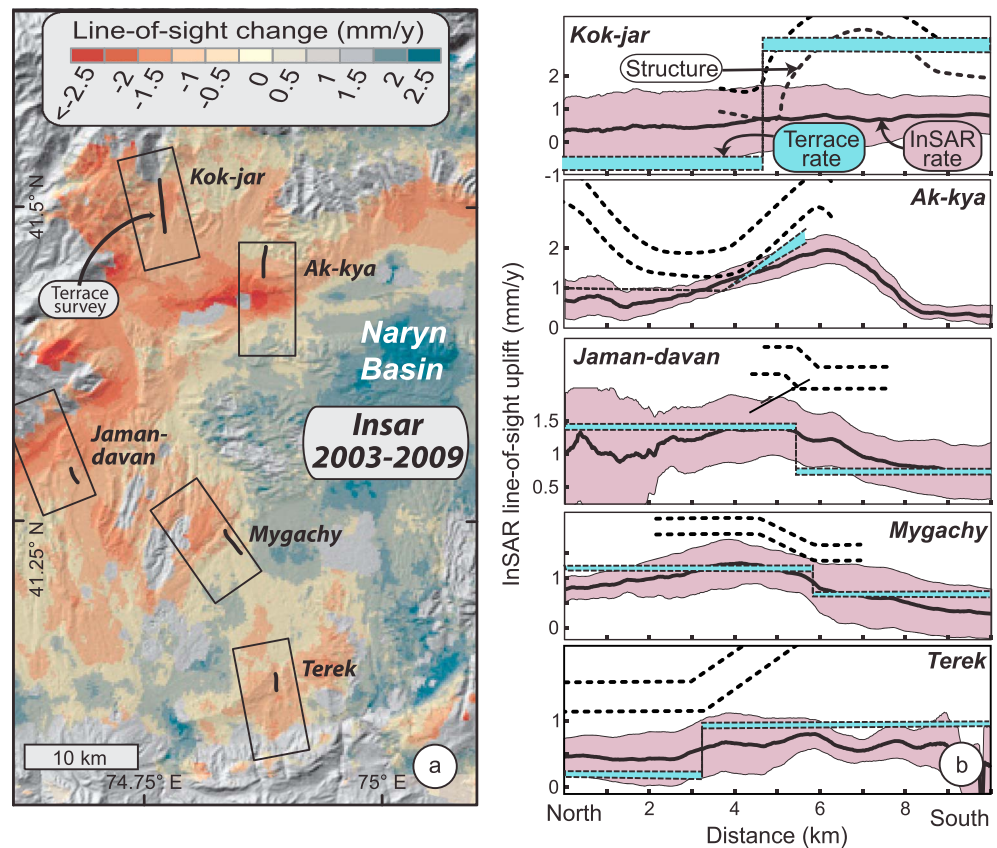 Line-of-sight change (mm/y)
<-2.5
-2
-1.5
-1
-0.5
0
0.5
1
1.5
2
2.5
41.5° N
Kok-jar
Ak-kya
Terrace
survey
Naryn
Basin
Insar
2003-2009
Jaman-
davan
41.25° N
Mygachy
Terek
10 km
74.75° E
75° E
a
InSAR line-of-sight uplift (mm/y)
Kok-jar
Structure
2
1
0
-1
Terrace
rate
InSAR
rate
Ak-kya
2
1
0
Jaman-davan
1.5
1
0.5
Mygachy
1
0
Terek
1
0
b
North
2
4
6
8
South
Distance (km)